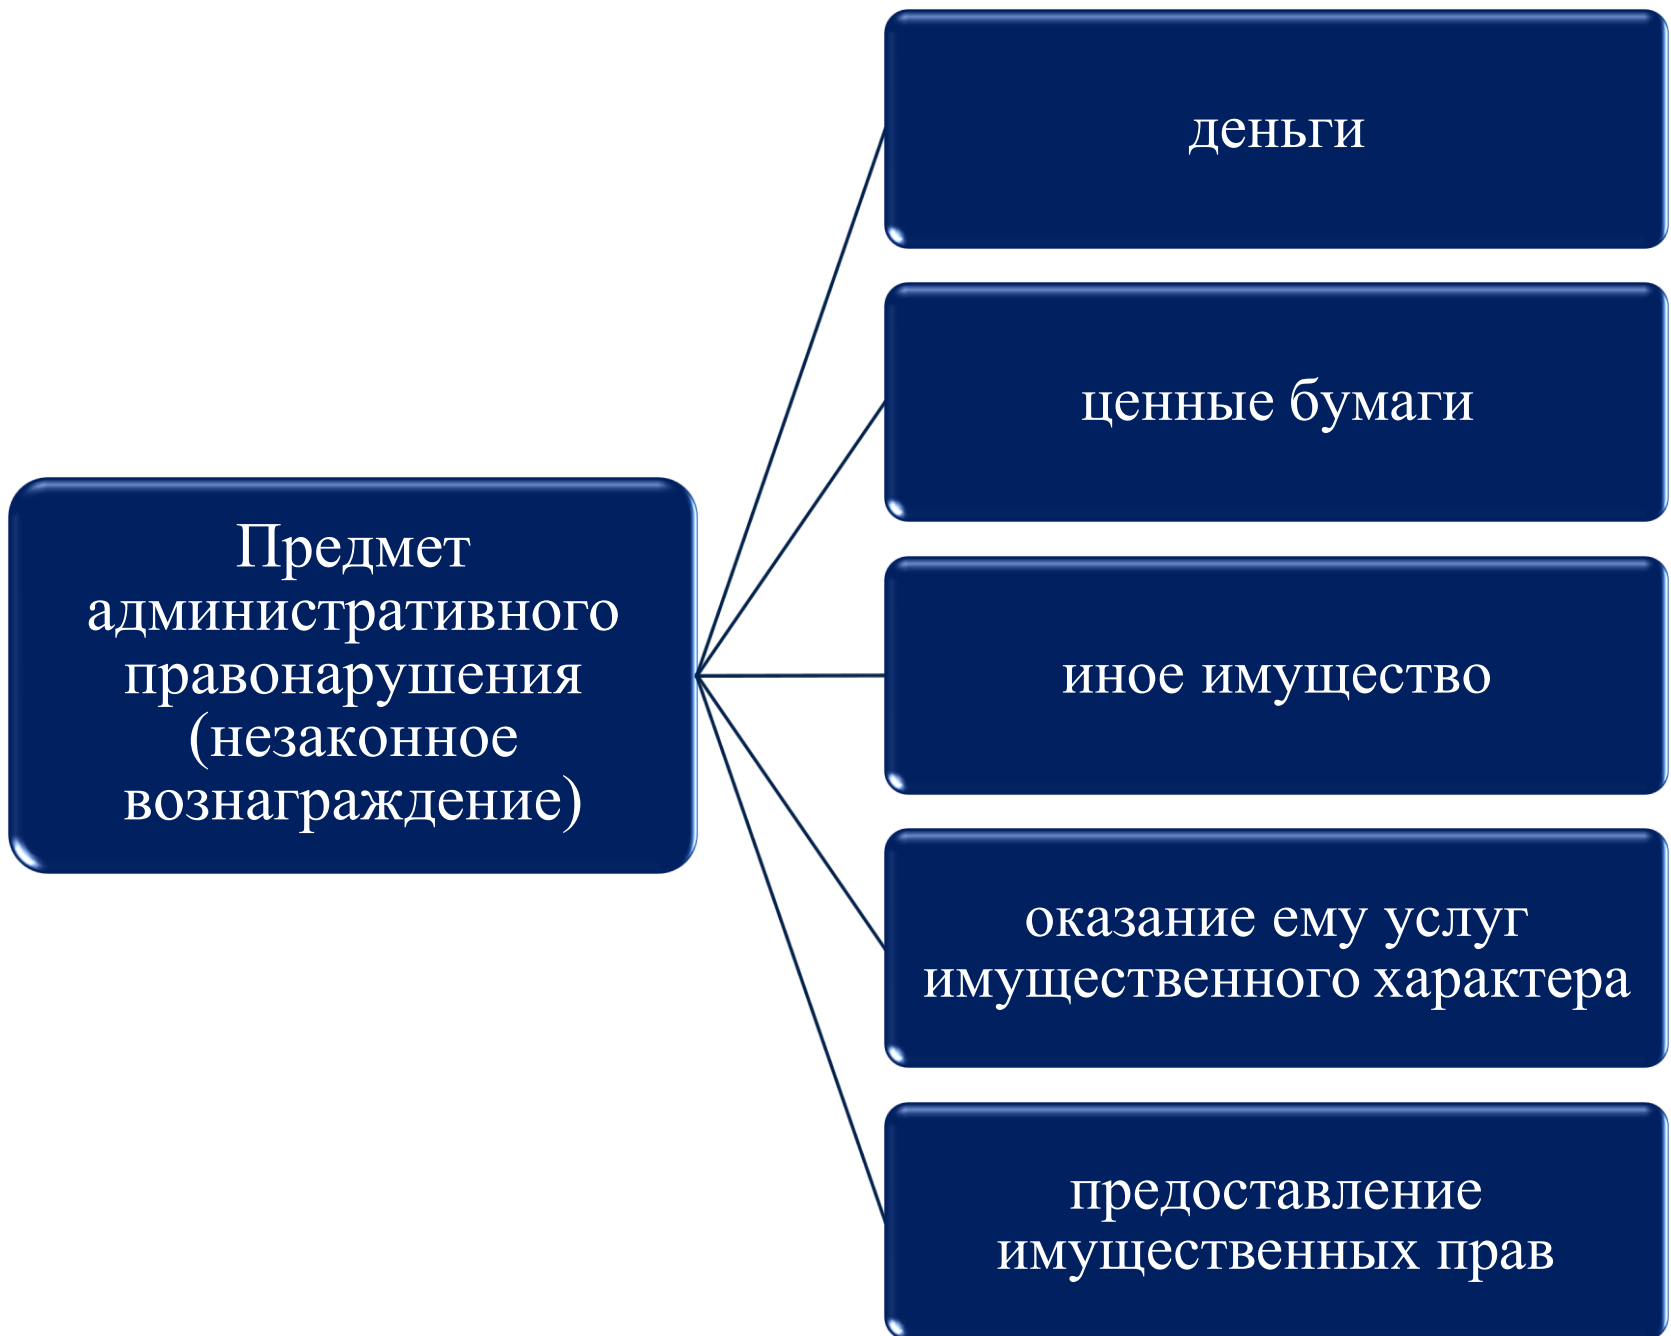 Предмет
административного
правонарушения
(незаконное
вознаграждение)
деньги
ценные бумаги
иное имущество
оказание ему услуг
имущественного характера
предоставление
имущественных прав